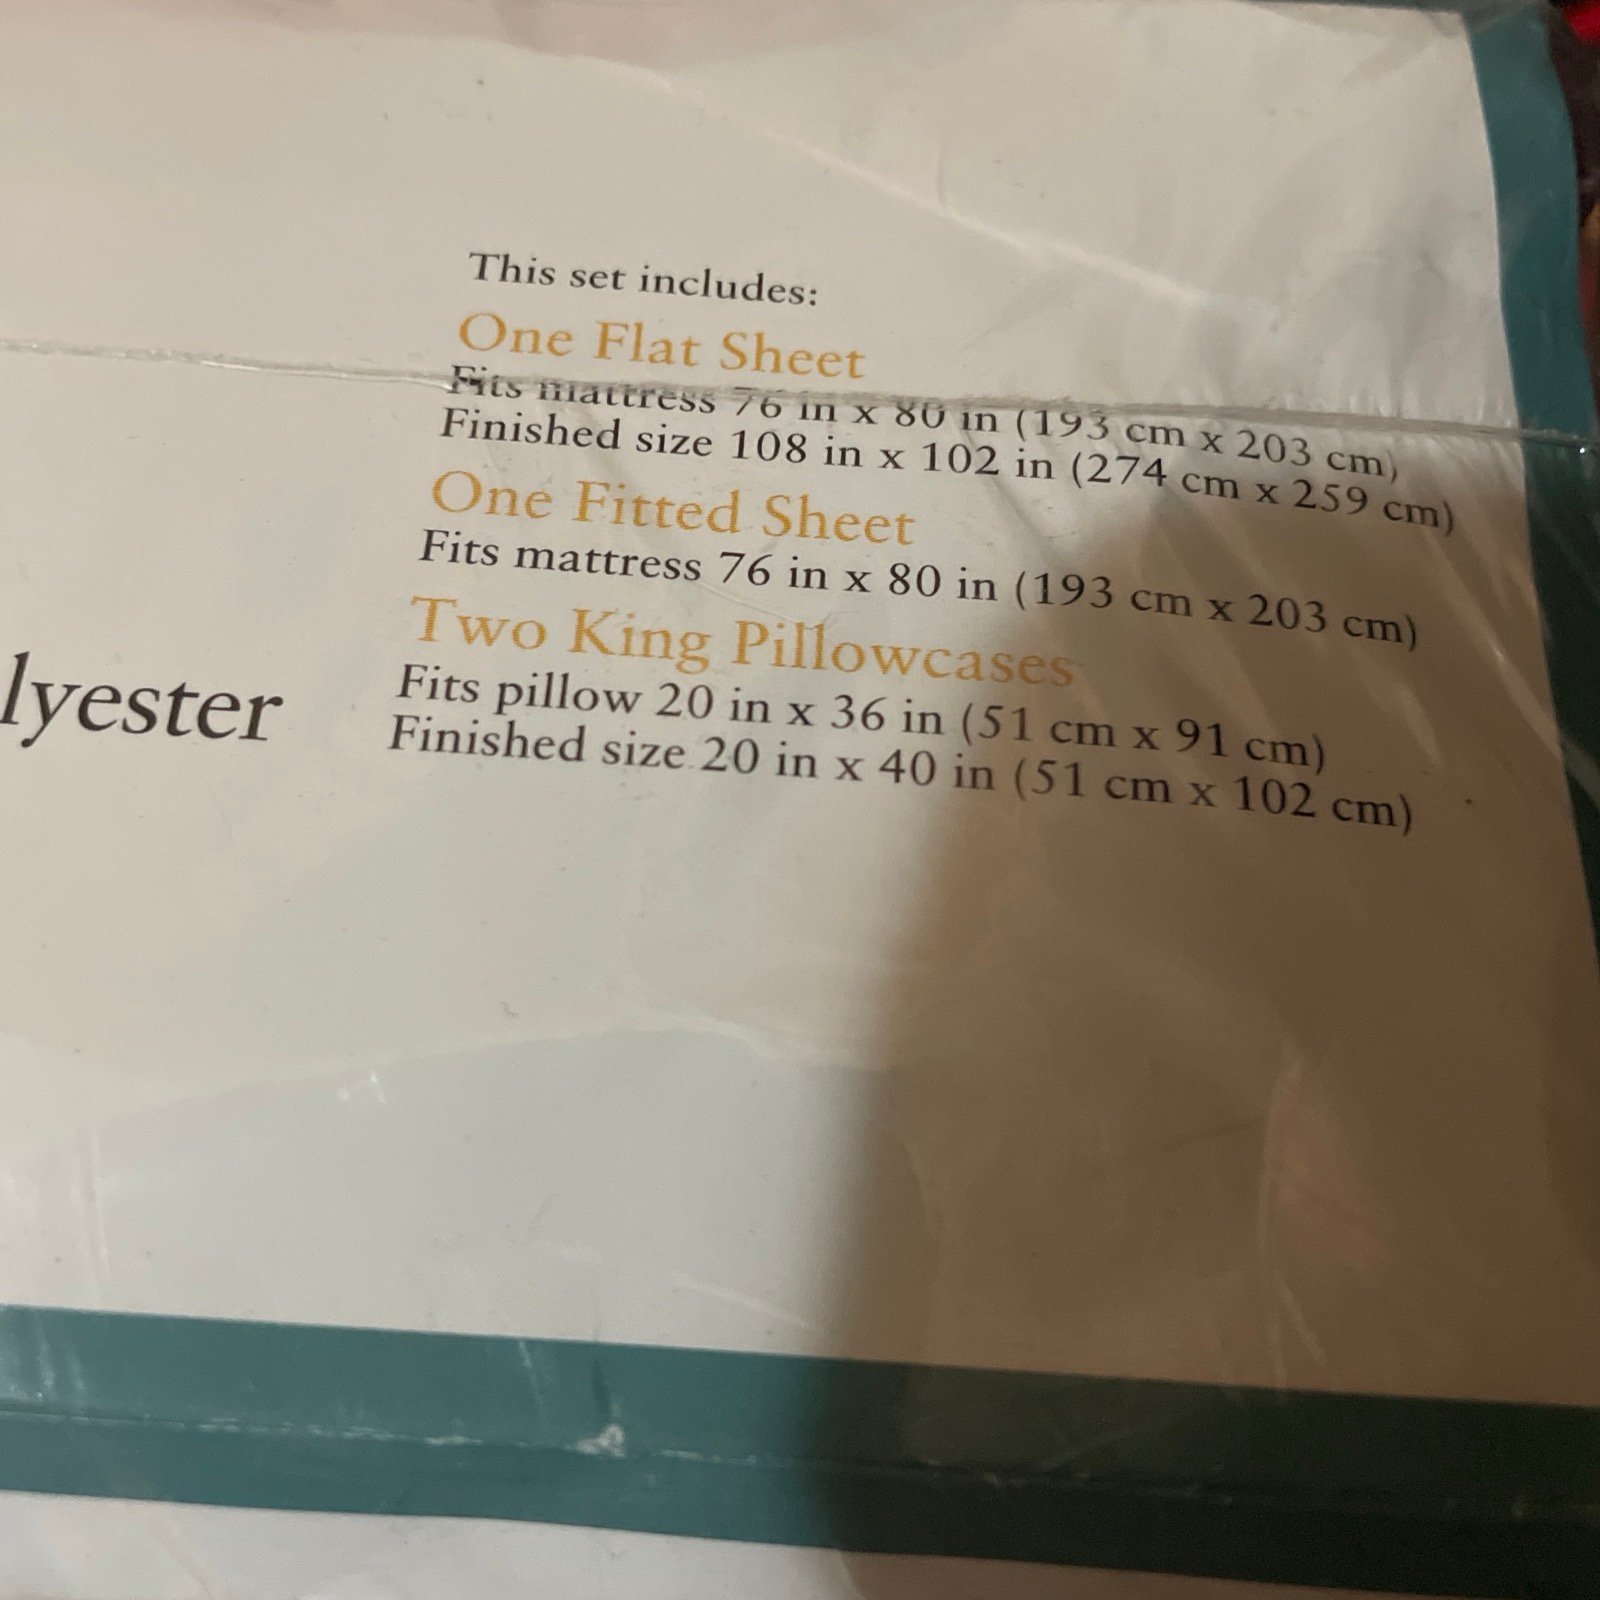 This set includes:
One Flat Sheet
Fits mattress 76 in x 80 in (193 cm x 203 cm)
Finished size 108 in x 102 in (274 cm x 259 cm)
One Fitted Sheet
Fits mattress 76 in x 80 in (193 cm x 203 cm)
Two King Pillowcases
Fits pillow 20 in x 36 in (51 cm x 91 cm)
Finished size 20 in x 40 in (51 cm x 102 cm)
lyester